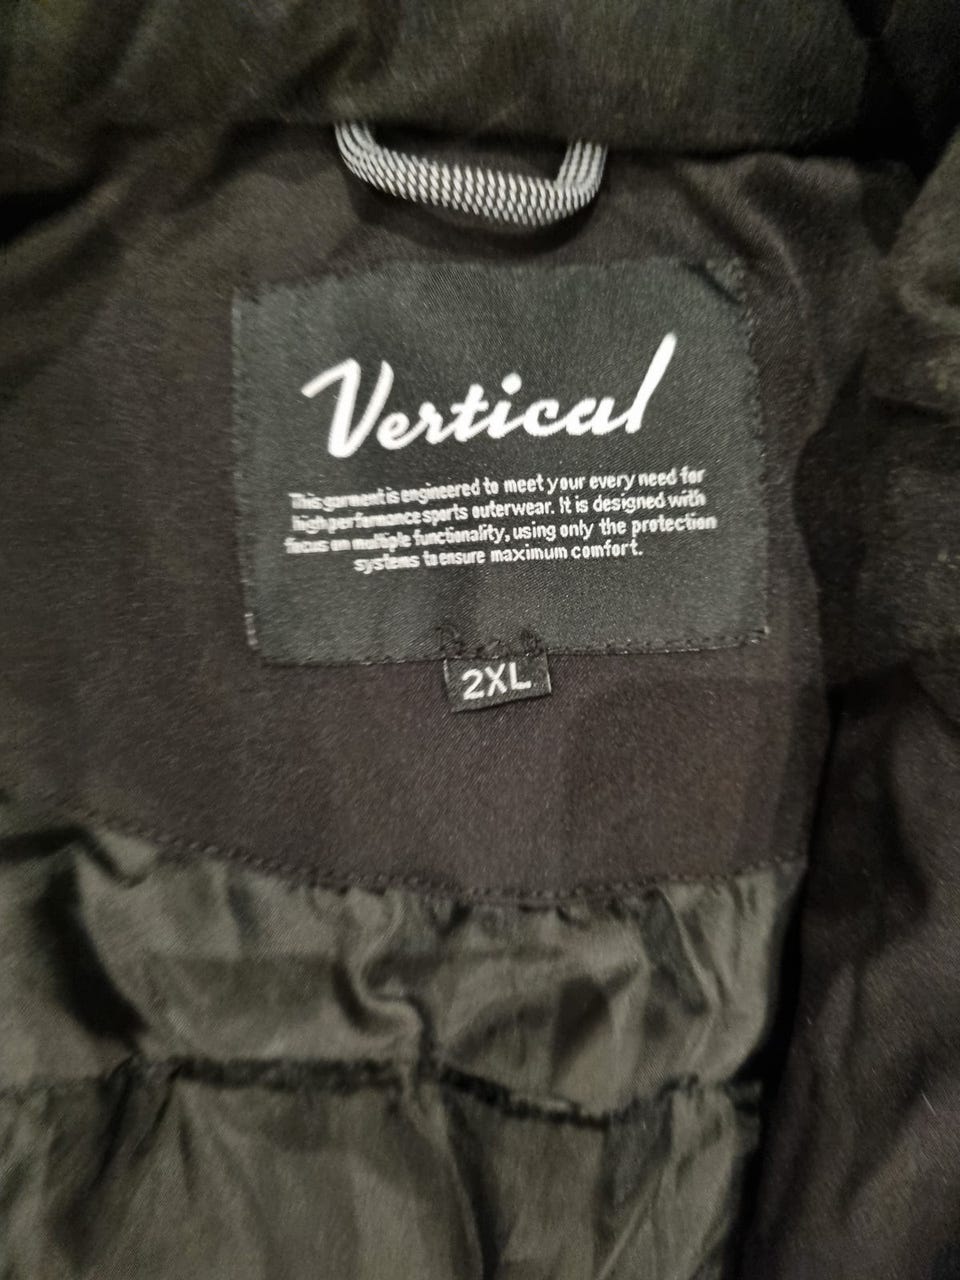 Vertical
This garment is engineered to meet your every need for
high performance sports outerwear. It is designed with
focus on multiple functionality, using only the protection
systems to ensure maximum comfort.
2XL